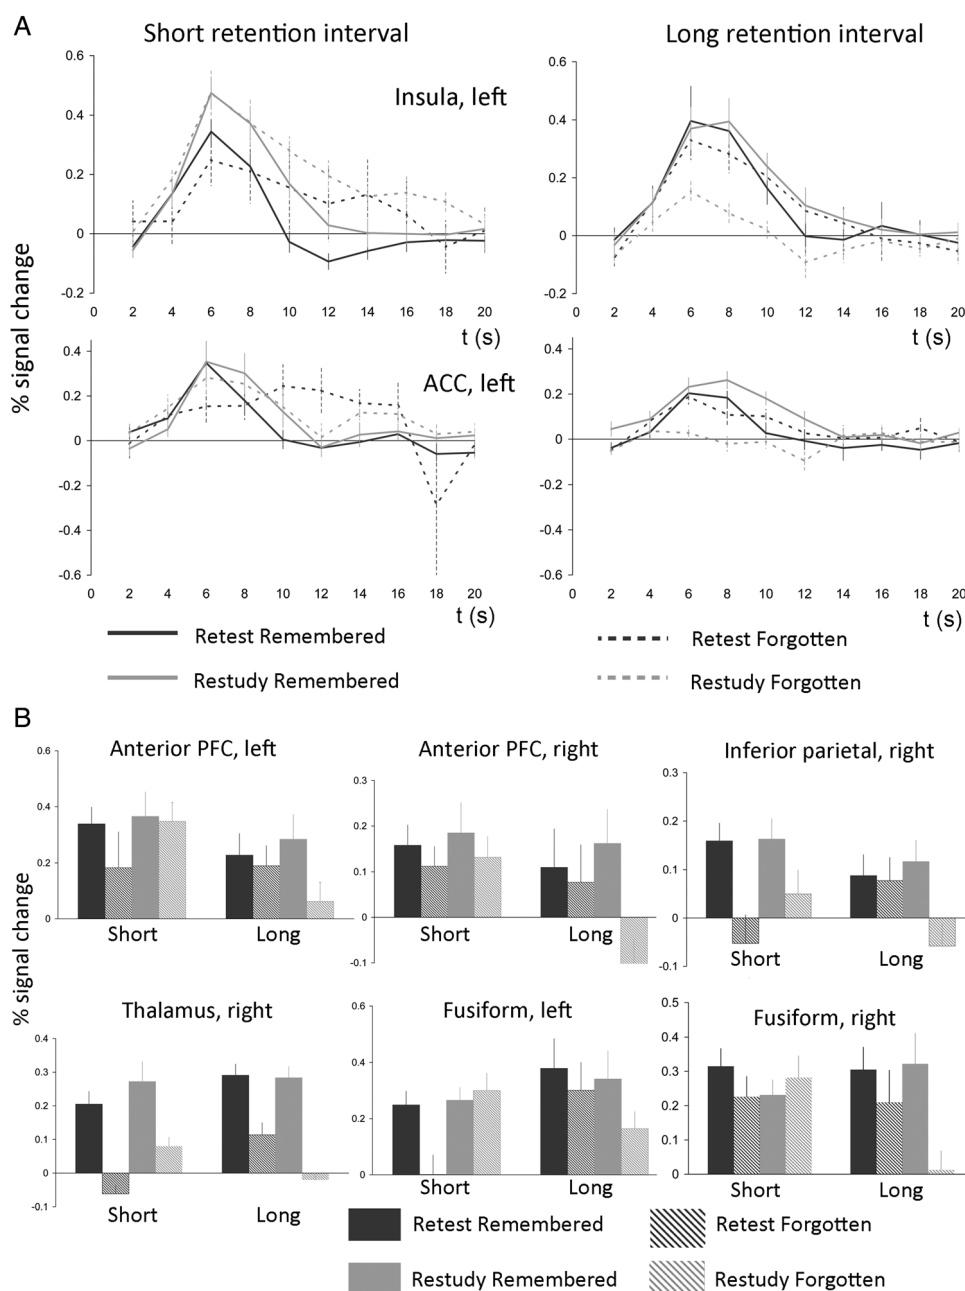 A
Short retention interval
Long retention interval
Insula, left
0.6
0.4
0.2
0
-0.2
0 2 4 6 8 10 12 14 16 18 20
t (s)
0.6
0.4
0.2
0
-0.2
0 2 4 6 8 10 12 14 16 18 20
t (s)
% signal change
ACC, left
0.4
0.2
0
-0.2
-0.4
-0.6
0 2 4 6 8 10 12 14 16 18 20
t (s)
0.4
0.2
0
-0.2
-0.4
-0.6
0 2 4 6 8 10 12 14 16 18 20
t (s)
Retest Remembered
Retest Forgotten
Restudy Remembered
Restudy Forgotten
B
% signal change
Anterior PFC, left
0.6
0.4
0.2
0
Short Long
Anterior PFC, right
0.3
0.2
0.1
0
-0.1
Short Long
Inferior parietal, right
0.3
0.2
0.1
0
-0.1
Short Long
Thalamus, right
0.4
0.3
0.2
0.1
0
-0.1
Short Long
Fusiform, left
0.6
0.4
0.2
0
Short Long
Fusiform, right
0.5
0.4
0.3
0.2
0.1
0
Short Long
Retest Remembered
Retest Forgotten
Restudy Remembered
Restudy Forgotten